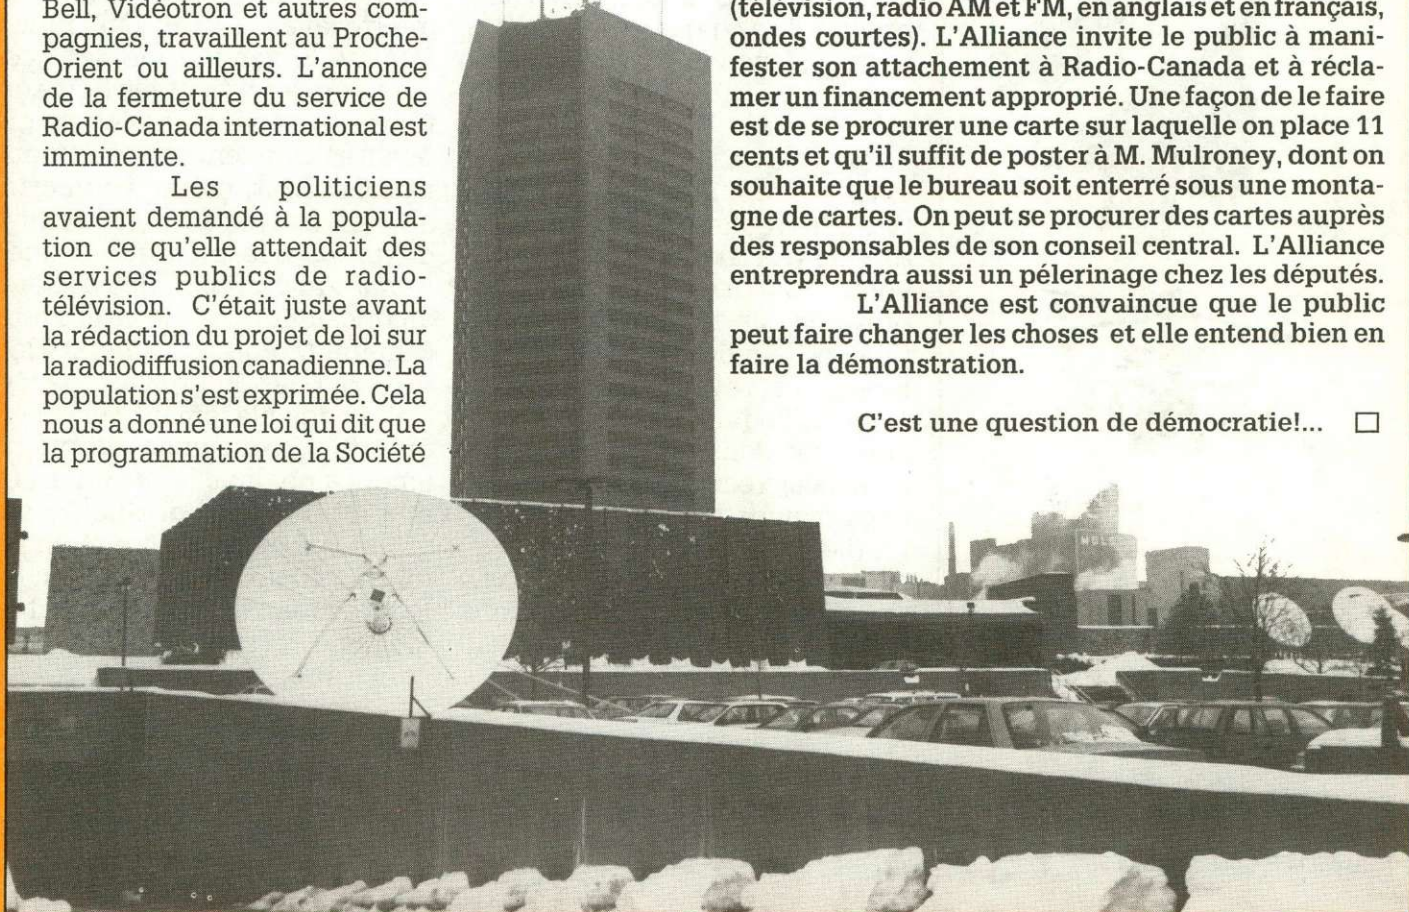 Bell, Vidéotron et autres com-
pagnies, travaillent au Proche-
Orient ou ailleurs. L'annonce
de la fermeture du service de
Radio-Canada international est
imminente.
Les politiciens
avaient demandé à la popula-
tion ce qu'elle attendait des
services publics de radio-
télévision. C'était juste avant
la rédaction du projet de loi sur
la radiodiffusion canadienne. La
population s'est exprimée. Cela
nous a donné une loi qui dit que
la programmation de la Société
(télévision, radio AM et FM, en anglais et en français,
ondes courtes). L'Alliance invite le public à mani-
fester son attachement à Radio-Canada et à récla-
mer un financement approprié. Une façon de le faire
est de se procurer une carte sur laquelle on place 11
cents et qu'il suffit de poster à M. Mulroney, dont on
souhaite que le bureau soit enterré sous une monta-
gne de cartes. On peut se procurer des cartes auprès
des responsables de son conseil central. L'Alliance
entreprendra aussi un pélerinage chez les députés.
L'Alliance est convaincue que le public
peut faire changer les choses et elle entend bien en
faire la démonstration.
C'est une question de démocratie!... □